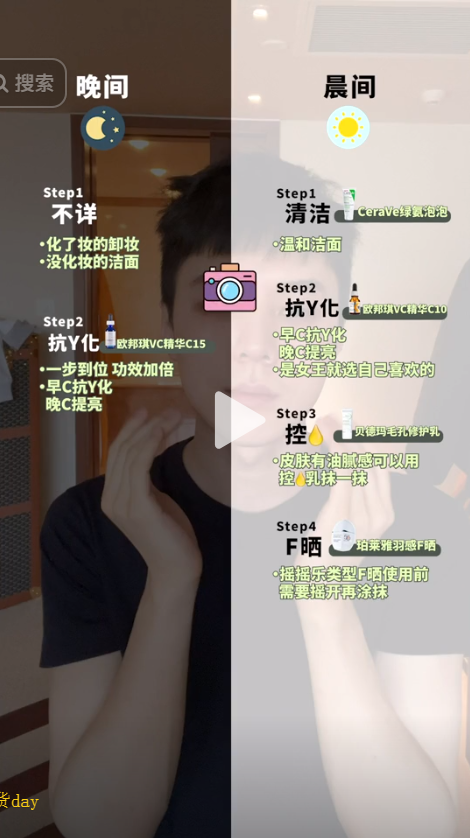 搜索
晚间
Step1
不详
•化了妆的卸妆
•没化妆的洁面
Step2
抗Y化
欧邦琪VC精华C15
•一步到位 功效加倍
•早C抗Y化
晚C提亮
晨间
Step1
清洁
CeraVe绿氨泡泡
•温和洁面
Step2
抗Y化
欧邦琪VC精华C10
•早C抗Y化
晚C提亮
•是女王就选自己喜欢的
Step3
控
贝德玛毛孔修护乳
•皮肤有油腻感可以用
控乳抹一抹
Step4
F晒
珀莱雅羽感F晒
•摇摇乐类型F晒使用前
需要摇开再涂抹
day